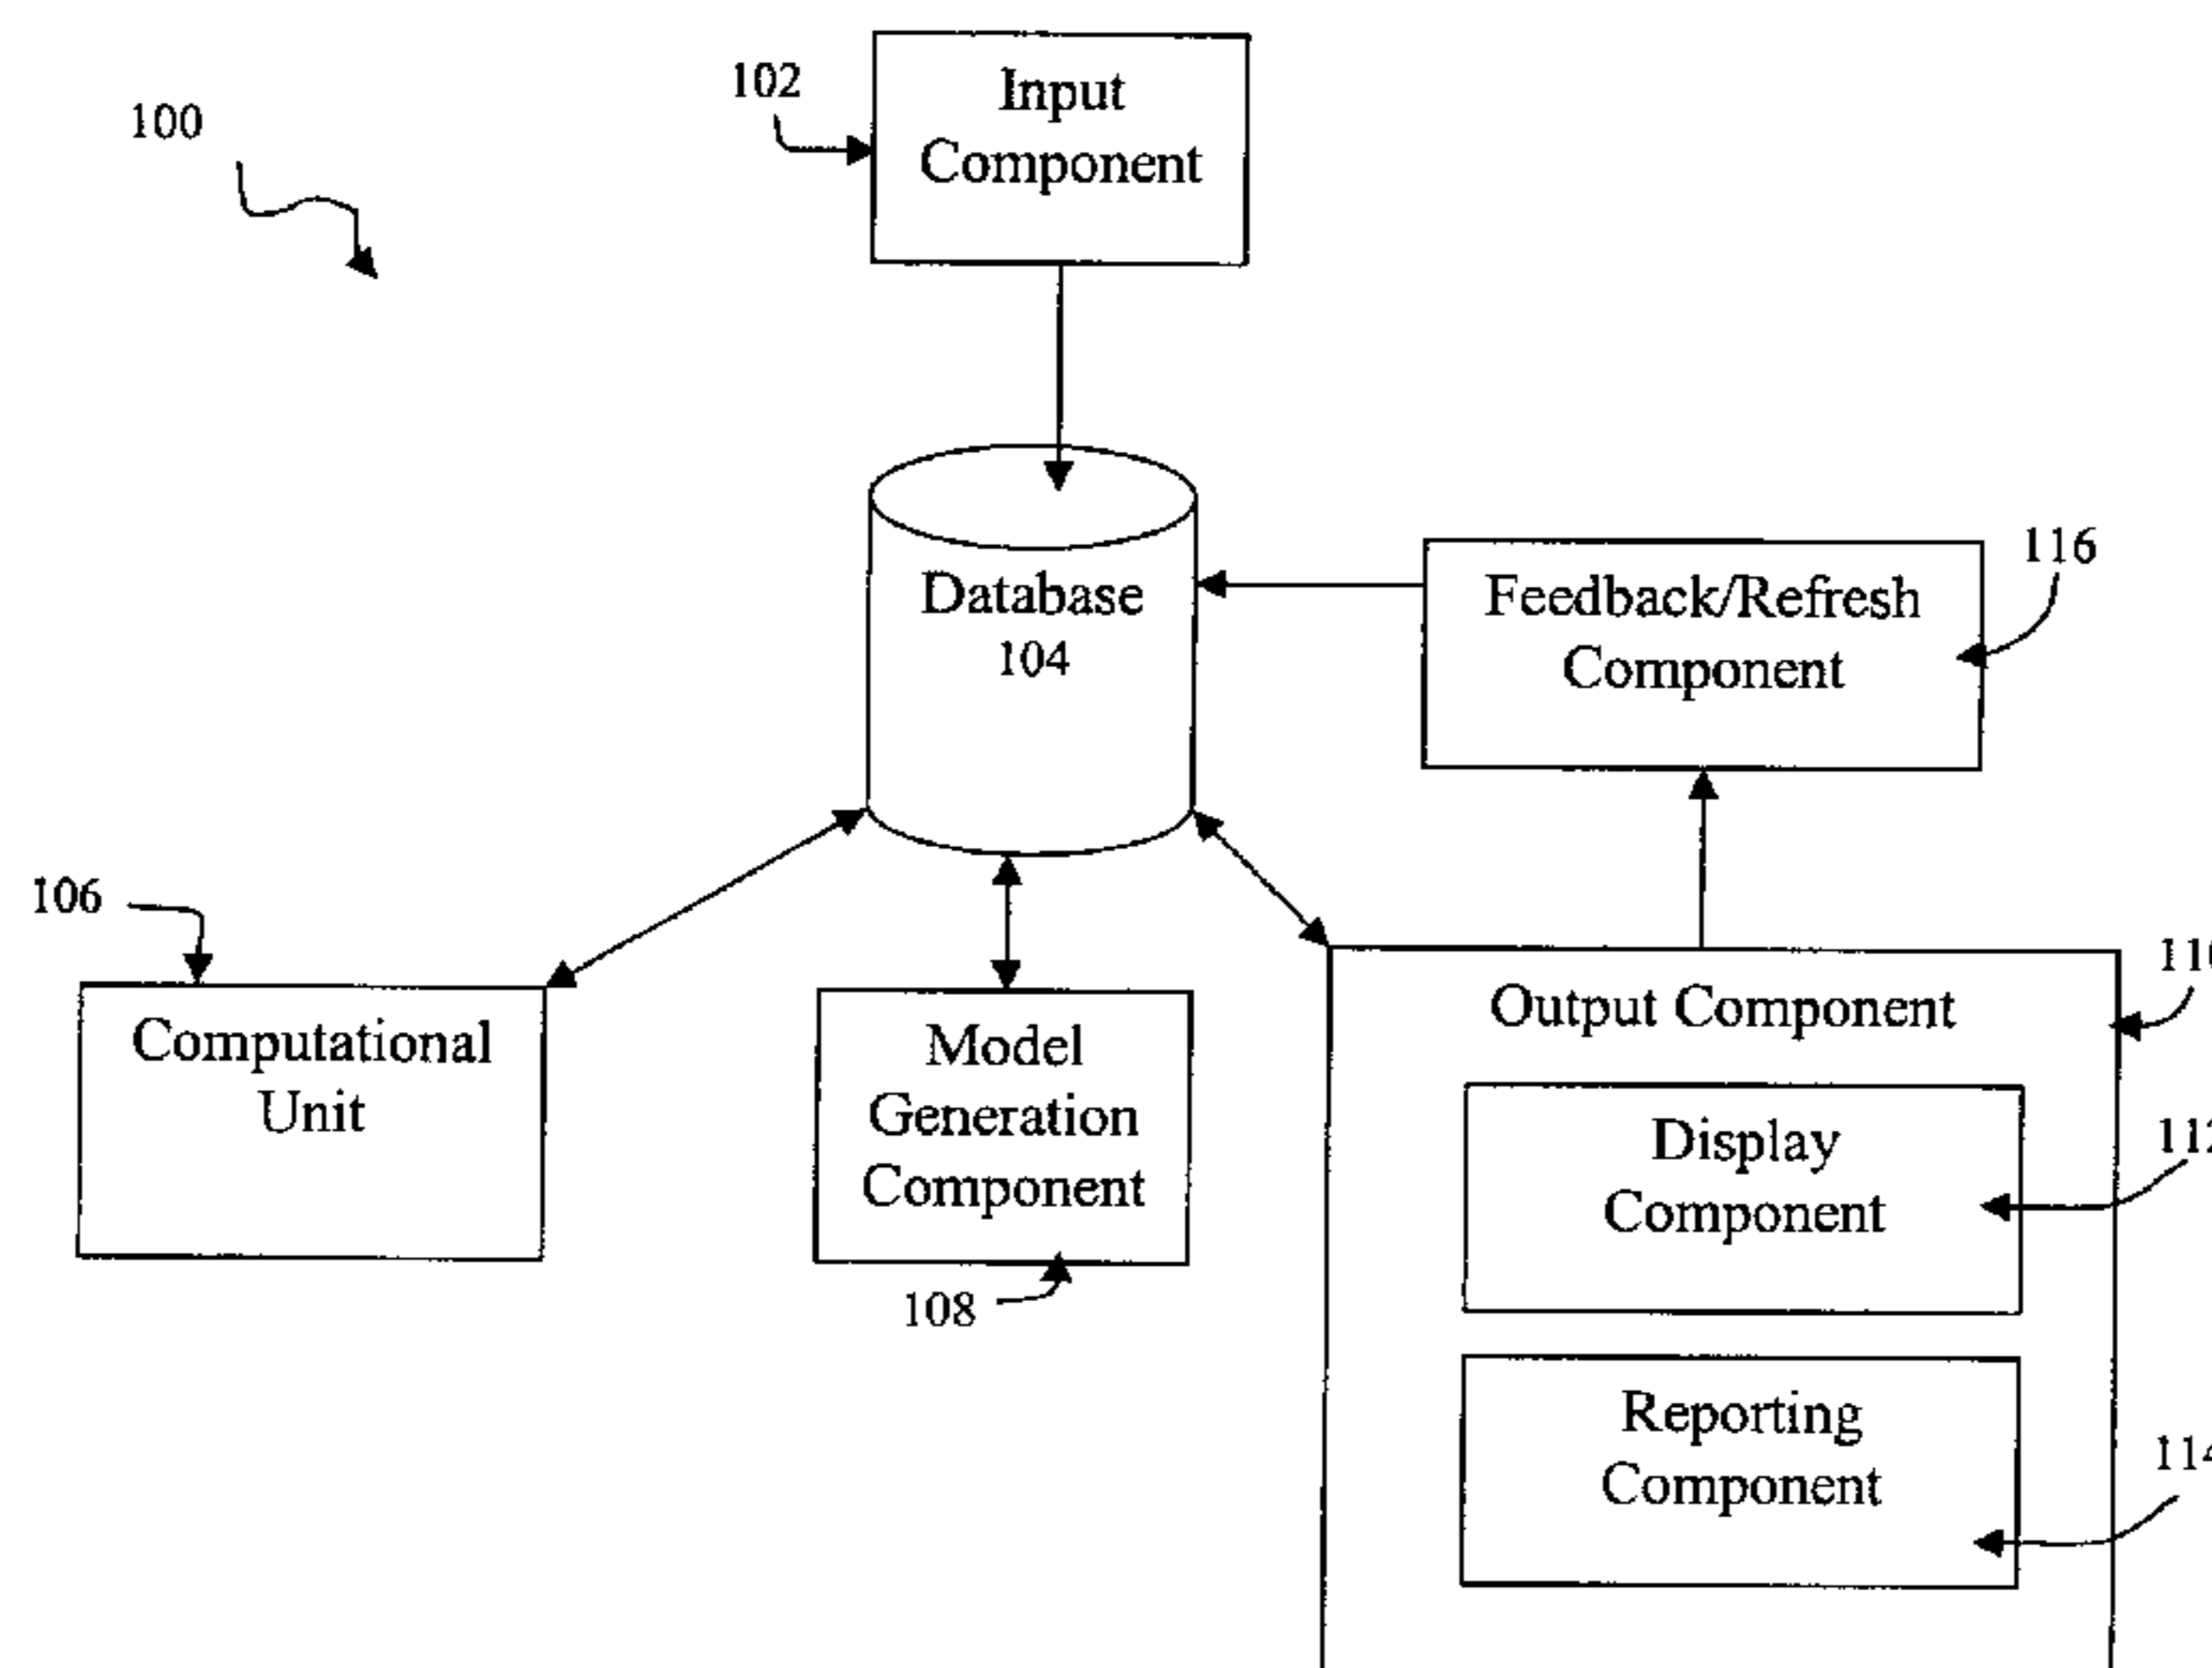 100
102
Input
Component
Database
104
116
Feedback/Refresh
Component
106
Computational
Unit
Model
Generation
Component
108
Output Component
Display
Component
Reporting
Component